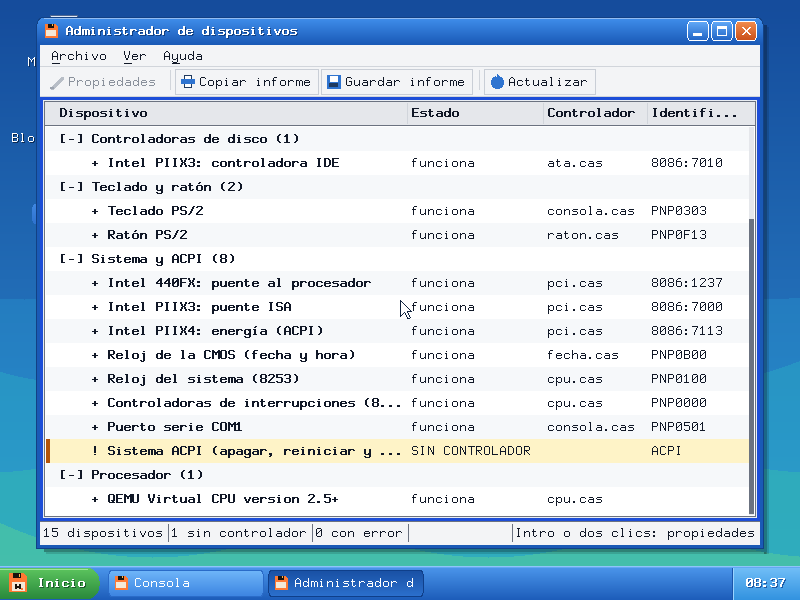 Administrador de dispositivos
Archivo Ver Ayuda
Propiedades Copiar informe Guardar informe Actualizar
Dispositivo Estado Controlador Identifi...
[-] Controladoras de disco (1)
+ Intel PIIX3: controladora IDE funciona ata.cas 8086:7010
[-] Teclado y ratón (2)
+ Teclado PS/2 funciona consola.cas PNP0303
+ Ratón PS/2 funciona raton.cas PNP0F13
[-] Sistema y ACPI (8)
+ Intel 440FX: puente al procesador funciona pci.cas 8086:1237
+ Intel PIIX3: puente ISA funciona pci.cas 8086:7000
+ Intel PIIX4: energía (ACPI) funciona pci.cas 8086:7113
+ Reloj de la CMOS (fecha y hora) funciona fecha.cas PNP0B00
+ Reloj del sistema (8253) funciona cpu.cas PNP0100
+ Controladoras de interrupciones (8... funciona cpu.cas PNP0000
+ Puerto serie COM1 funciona consola.cas PNP0501
! Sistema ACPI (apagar, reiniciar y ... SIN CONTROLADOR ACPI
[-] Procesador (1)
+ QEMU Virtual CPU version 2.5+ funciona cpu.cas
15 dispositivos 1 sin controlador 0 con error Intro o dos clics: propiedades
M
Blo
Inicio Consola Administrador d 08:37